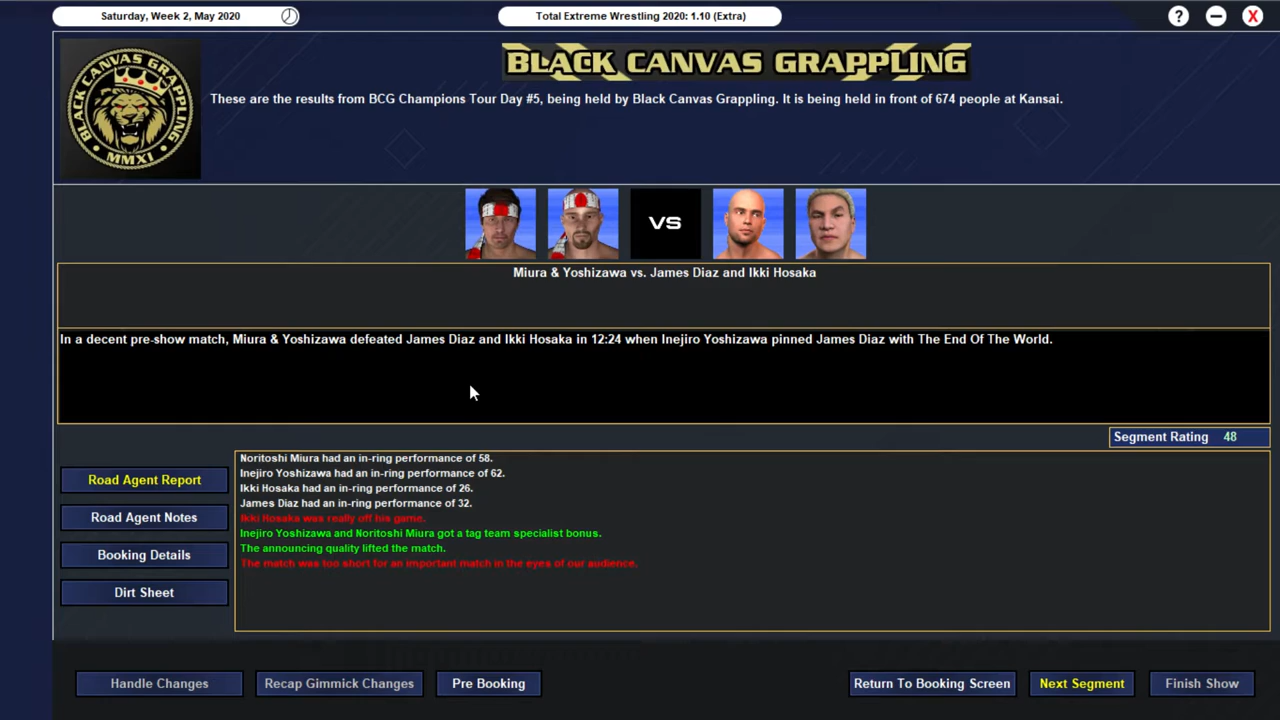 Saturday, Week 2, May 2020
Total Extreme Wrestling 2020: 1.10 (Extra)
?
X
BLACK CANVAS GRAPPLING
MMXI
BLACK CANVAS GRAPPLING
These are the results from BCG Champions Tour Day #5, being held by Black Canvas Grappling. It is being held in front of 674 people at Kansai.
VS
Miura & Yoshizawa vs. James Diaz and Ikki Hosaka
In a decent pre-show match, Miura & Yoshizawa defeated James Diaz and Ikki Hosaka in 12:24 when Inejiro Yoshizawa pinned James Diaz with The End Of The World.
Segment Rating 48
Road Agent Report
Road Agent Notes
Booking Details
Dirt Sheet
Noritoshi Miura had an in-ring performance of 58.
Inejiro Yoshizawa had an in-ring performance of 62.
Ikki Hosaka had an in-ring performance of 26.
James Diaz had an in-ring performance of 32.
Ikki Hosaka was really off his game.
Inejiro Yoshizawa and Noritoshi Miura got a tag team specialist bonus.
The announcing quality lifted the match.
The match was too short for an important match in the eyes of our audience.
Handle Changes
Recap Gimmick Changes
Pre Booking
Return To Booking Screen
Next Segment
Finish Show